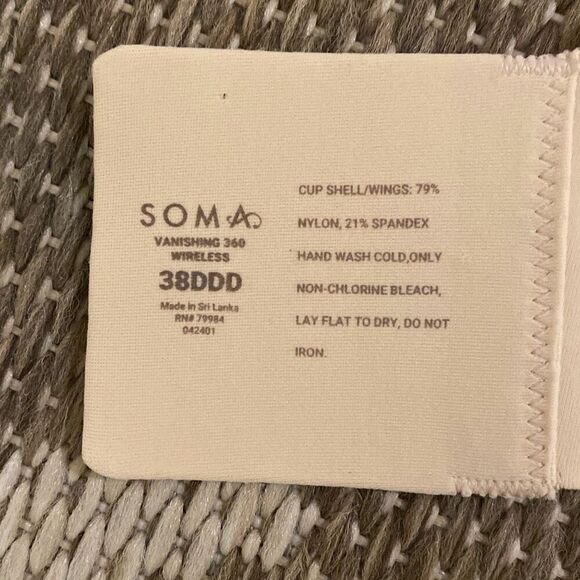 SOMA
VANISHING 360
WIRELESS
38DDD
Made in Sri Lanka
RN# 79984
042401
CUP SHELL/WINGS: 79%
NYLON, 21% SPANDEX
HAND WASH COLD,ONLY
NON-CHLORINE BLEACH,
LAY FLAT TO DRY, DO NOT
IRON.